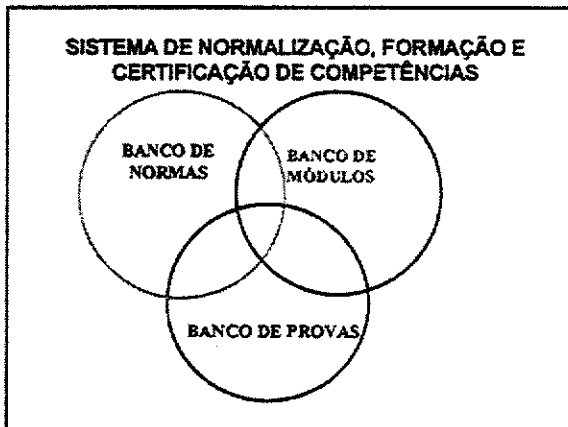 SISTEMA DE NORMALIZAÇÃO, FORMAÇÃO E
CERTIFICAÇÃO DE COMPETÊNCIAS
BANCO DE
NORMAS
BANCO DE
MÓDULOS
BANCO DE PROVAS